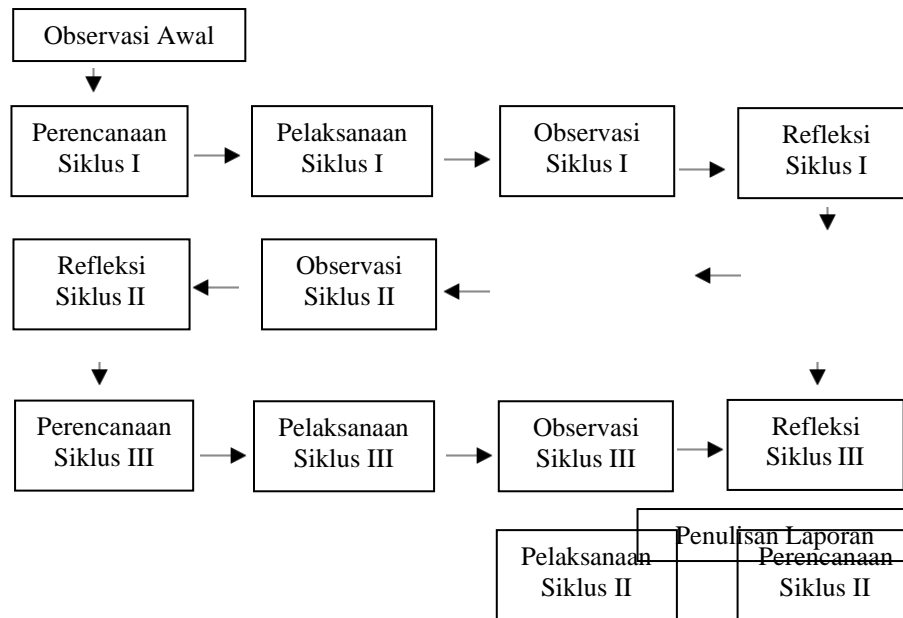 Observasi Awal
Perencanaan
Siklus I
Pelaksanaan
Siklus I
Observasi
Siklus I
Refleksi
Siklus I
Refleksi
Siklus II
Observasi
Siklus II
Perencanaan
Siklus III
Pelaksanaan
Siklus III
Observasi
Siklus III
Refleksi
Siklus III
Penulisan Laporan
Pelaksanaan
Siklus II
Perencanaan
Siklus II